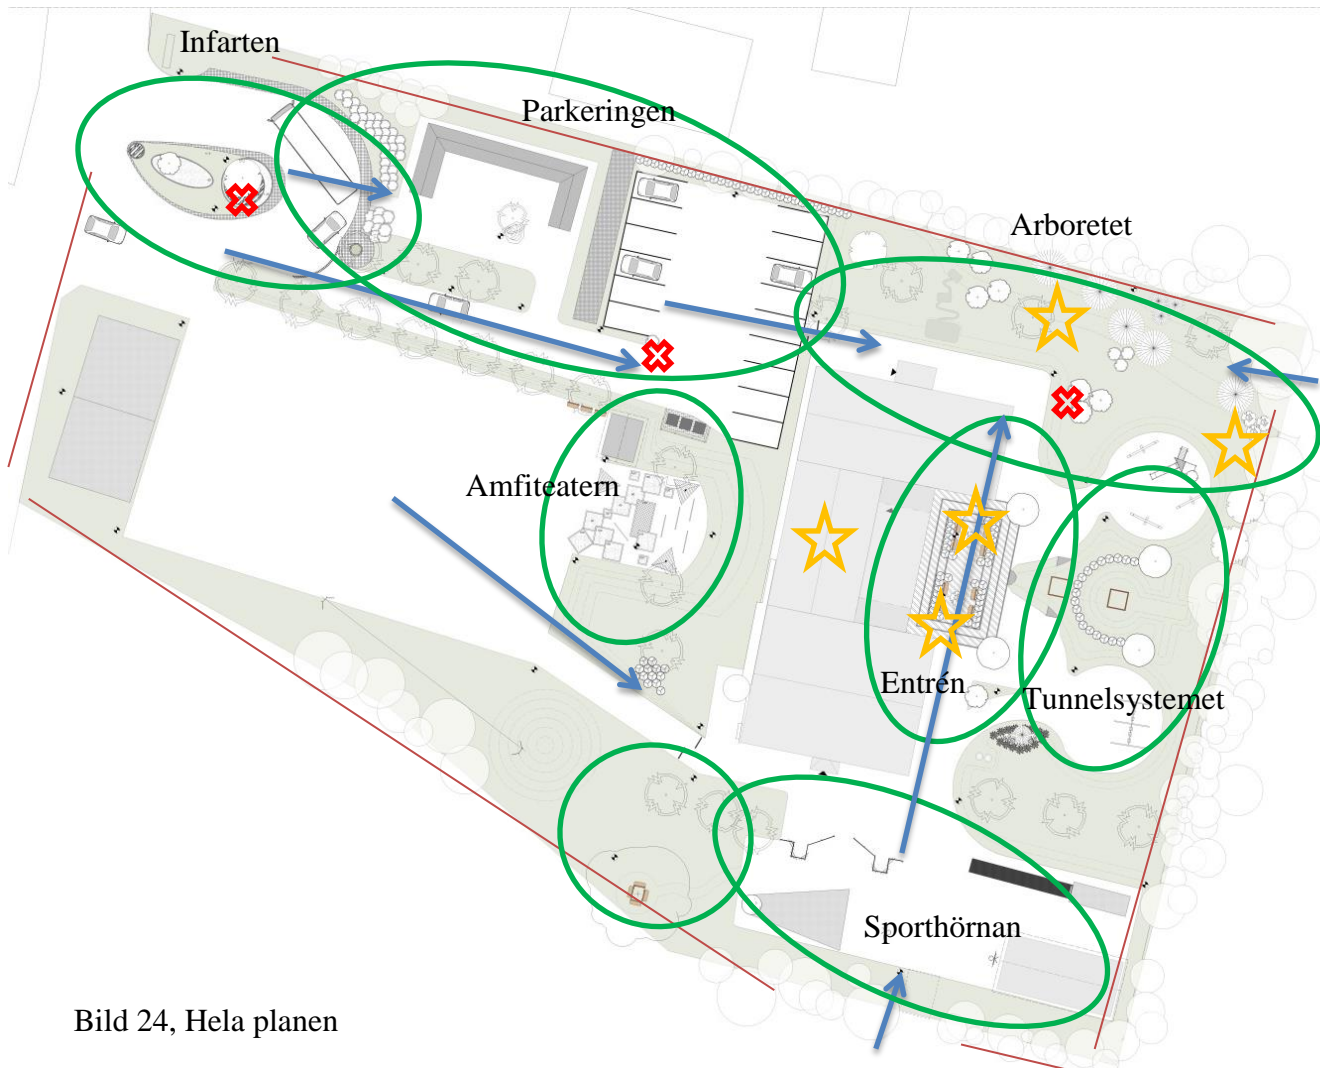 Infarten
Parkeringen
Arboretet
Amfiteatern
Entrén
Tunnelsystemet
Sporthörnan
Bild 24, Hela planen